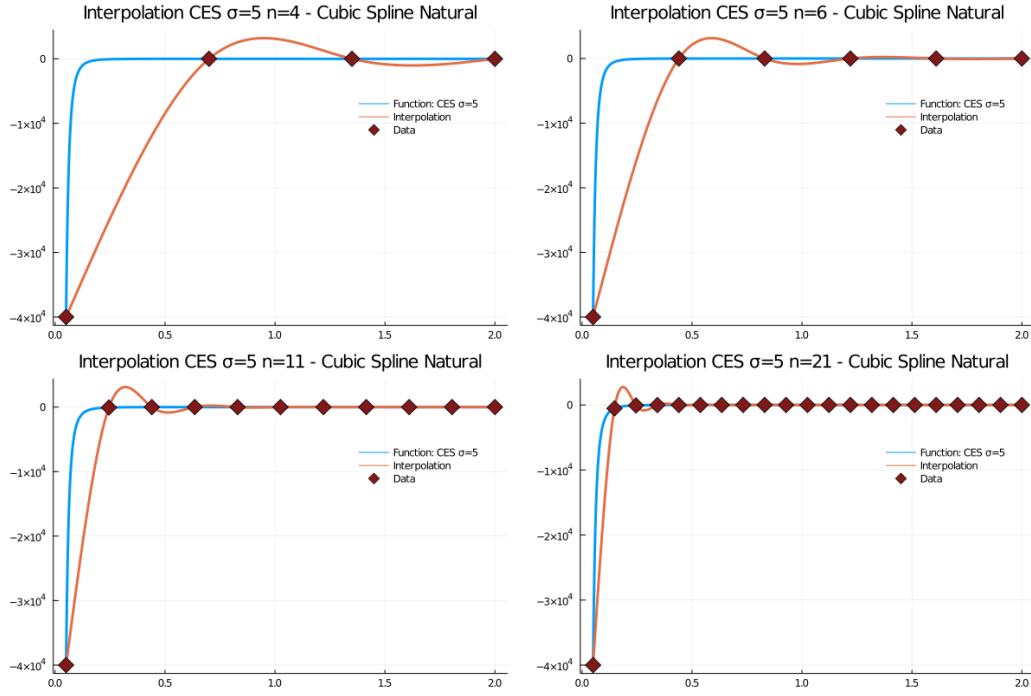 Interpolation CES σ=5 n=4 - Cubic Spline Natural
0
−1×10⁴
−2×10⁴
−3×10⁴
−4×10⁴
Function: CES σ=5
Interpolation
Data
0.0 0.5 1.0 1.5 2.0
Interpolation CES σ=5 n=6 - Cubic Spline Natural
0
−1×10⁴
−2×10⁴
−3×10⁴
−4×10⁴
Function: CES σ=5
Interpolation
Data
0.0 0.5 1.0 1.5 2.0
Interpolation CES σ=5 n=11 - Cubic Spline Natural
0
−1×10⁴
−2×10⁴
−3×10⁴
−4×10⁴
Function: CES σ=5
Interpolation
Data
0.0 0.5 1.0 1.5 2.0
Interpolation CES σ=5 n=21 - Cubic Spline Natural
0
−1×10⁴
−2×10⁴
−3×10⁴
−4×10⁴
Function: CES σ=5
Interpolation
Data
0.0 0.5 1.0 1.5 2.0